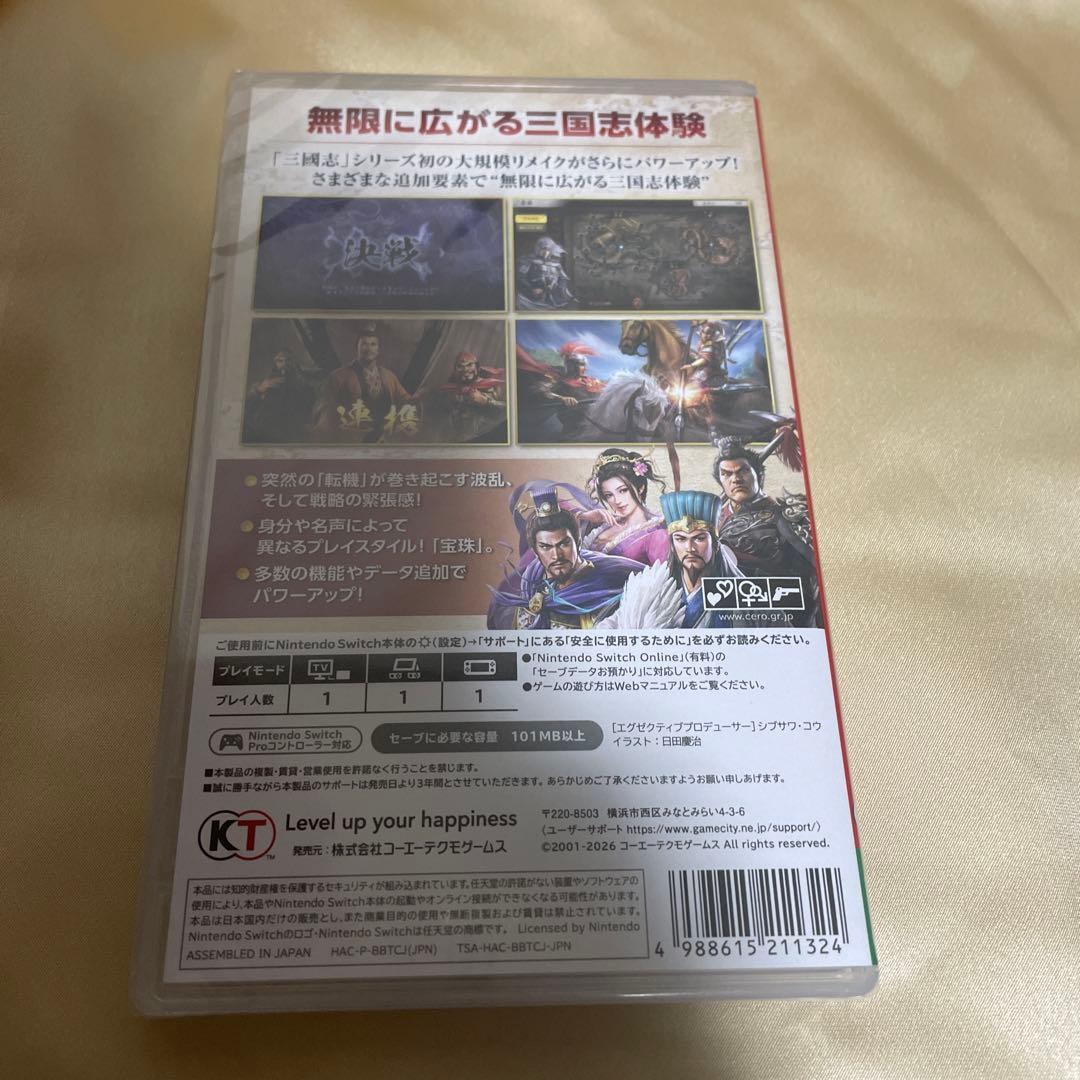 無限に広がる三国志体験
「三國志」シリーズ初の大規模リメイクがさらにパワーアップ!
さまざまな追加要素で“無限に広がる三国志体験”
決戦
連携
突然の「転機」が巻き起こす波乱、
そして戦略の緊張感!
身分や名声によって
異なるプレイスタイル!「宝珠」。
多数の機能やデータ追加で
パワーアップ!
www.cero.gr.jp
ご使用前にNintendo Switch本体の(設定)→「サポート」にある「安全に使用するために」を必ずお読みください。
プレイモード TV
プレイ人数 1 1 1
●「Nintendo Switch Online」(有料)の
「セーブデータお預かり」に対応しています。
●ゲームの遊び方はWebマニュアルをご覧ください。
Nintendo Switch
Proコントローラー対応
セーブに必要な容量 101MB以上
[エグゼクティブプロデューサー]シブサワ・コウ
イラスト:日田慶治
■本製品の複製・賃貸・営業使用を許諾なく行うことを禁じます。
■誠に勝手ながら本製品のサポートは発売日より3年間とさせていただきます。あらかじめご了承くださいますようお願い申しあげます。
KT TM
Level up your happiness
発売元:株式会社コーエーテクモゲームス
〒220-8503 横浜市西区みなとみらい4-3-6
(ユーザーサポート https://www.gamecity.ne.jp/support/)
©2001-2026 コーエーテクモゲームス All rights reserved.
本品には知的財産権を保護するセキュリティが組み込まれています。任天堂の許諾がない装置やソフトウェアの
使用により、本品やNintendo Switch本体の起動やオンライン接続ができなくなる可能性があります。
本品は日本国内だけの販売とし、また商業目的の使用や無断複製および賃貸は禁止されています。
Nintendo Switchのロゴ・Nintendo Switchは任天堂の商標です。 Licensed by Nintendo
ASSEMBLED IN JAPAN HAC-P-BBTCJ(JPN) TSA-HAC-BBTCJ-JPN
4 988615 211324